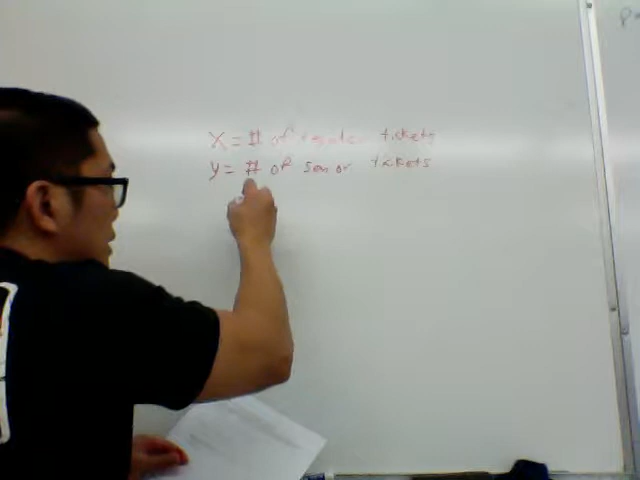 X = # of regular tickets
y = # of senior tickets